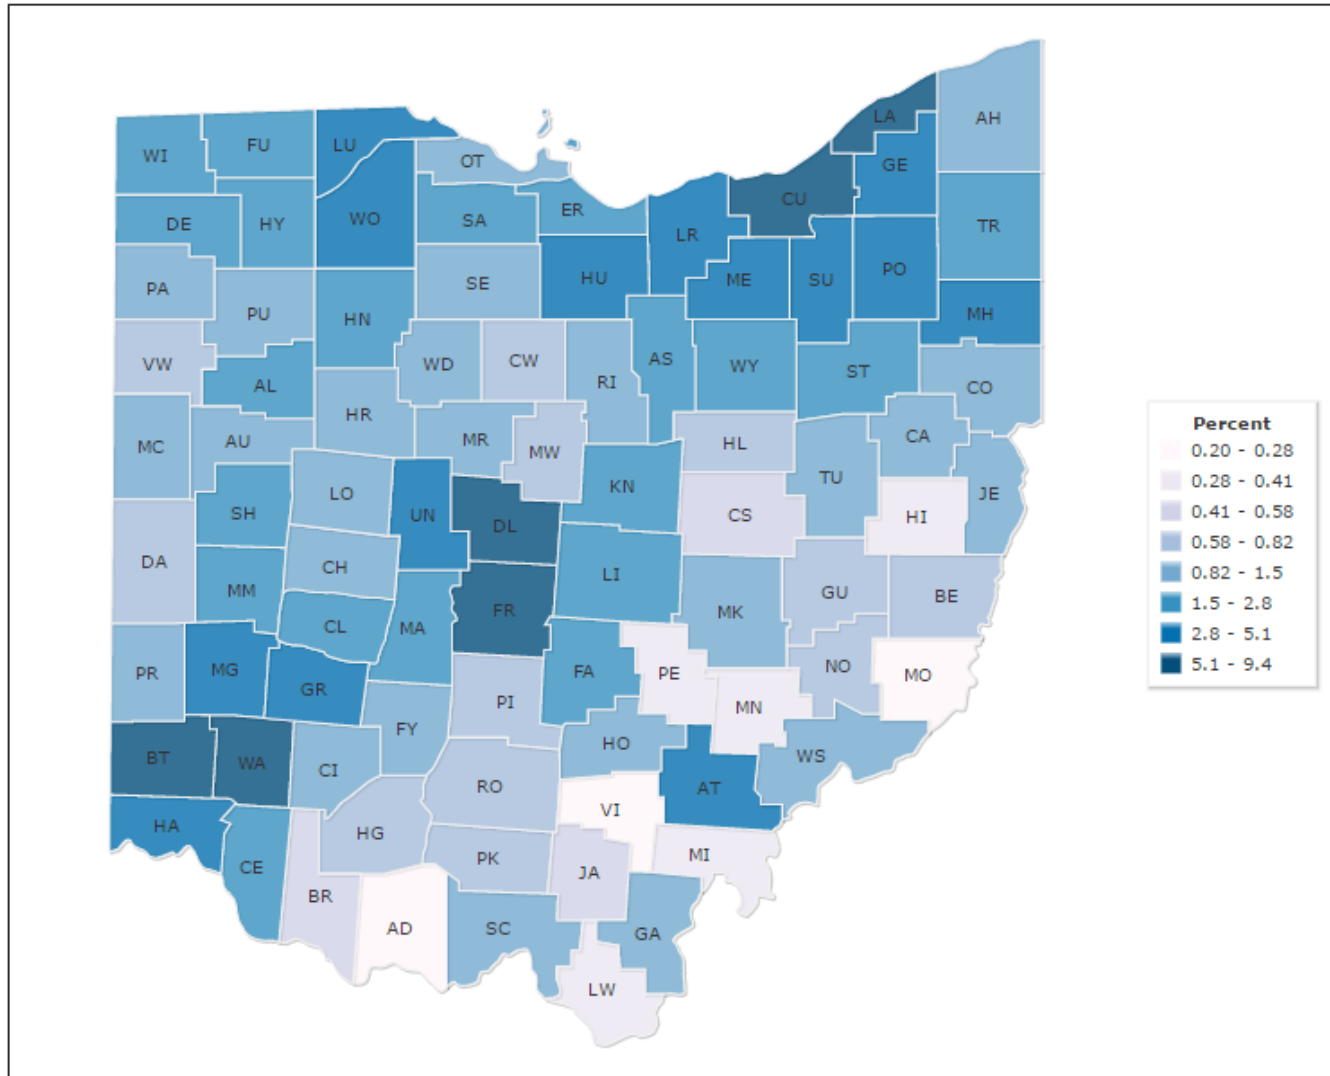 LA
AH
WI
FU
LU
OT
GE
CU
DE
HY
WO
SA
ER
LR
TR
PA
PU
SE
HU
ME
SU
PO
MH
HN
VW
AL
WD
CW
RI
AS
WY
ST
CO
MC
AU
HR
MR
MW
HL
CA
TU
JE
SH
LO
UN
DL
KN
CS
HI
DA
MM
CH
CL
MA
FR
LI
MK
GU
BE
PR
MG
GR
FY
PI
FA
PE
MN
NO
MO
BT
WA
CI
HO
AT
WS
HA
CE
HG
RO
VI
MI
BR
AD
PK
JA
SC
GA
LW
Percent
0.20 - 0.28
0.28 - 0.41
0.41 - 0.58
0.58 - 0.82
0.82 - 1.5
1.5 - 2.8
2.8 - 5.1
5.1 - 9.4